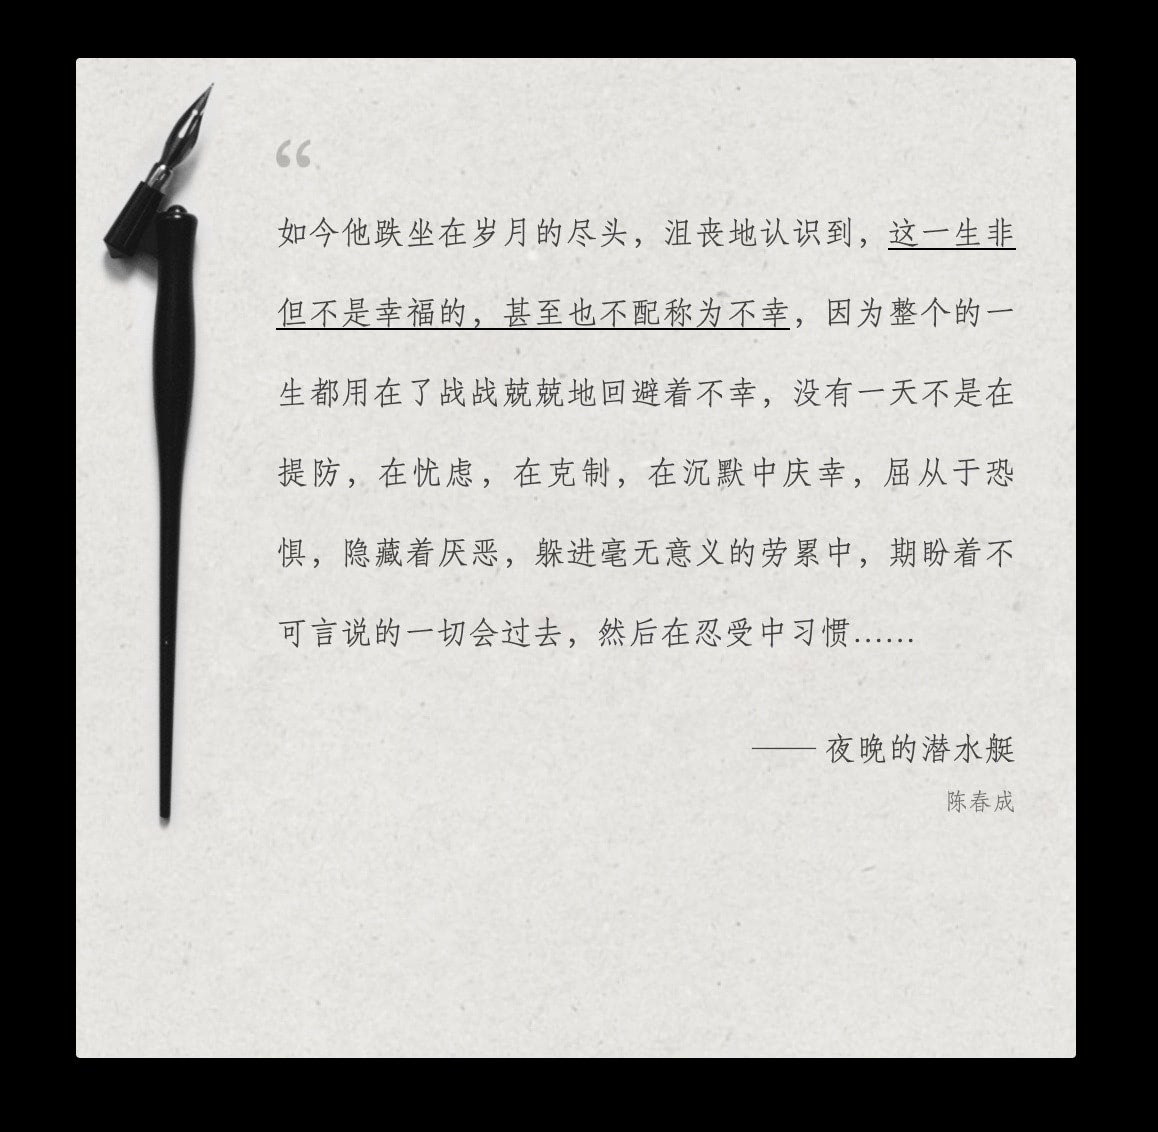 “
如今他跌坐在岁月的尽头，沮丧地认识到，这一生非
但不是幸福的，甚至也不配称为不幸，因为整个的一
生都用在了战战兢兢地回避着不幸，没有一天不是在
提防，在忧虑，在克制，在沉默中庆幸，屈从于恐
惧，隐藏着厌恶，躲进毫无意义的劳累中，期盼着不
可言说的一切会过去，然后在忍受中习惯……
—— 夜晚的潜水艇
陈春成